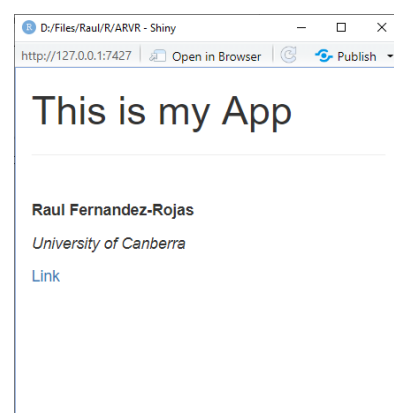 D:/Files/Raul/R/ARVR - Shiny
http://127.0.0.1:7427 Open in Browser Publish
This is my App
Raul Fernandez-Rojas
University of Canberra
Link